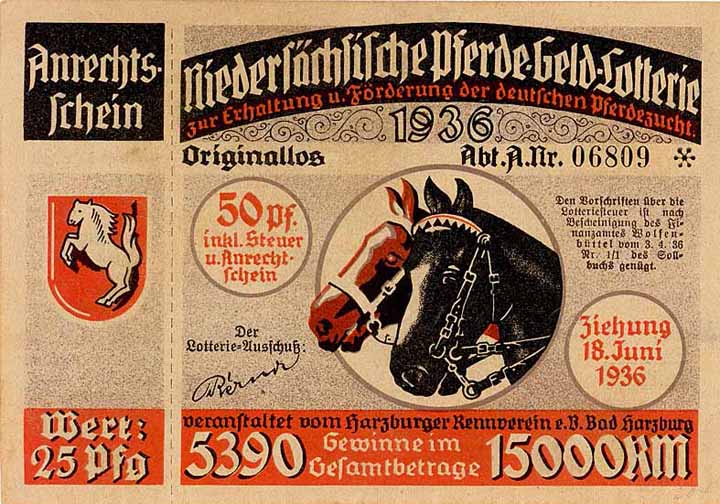 Anrechts-
schein
Wert:
25 Pfg
Niedersächsische Pferde-Geld-Lotterie
zur Erhaltung u. Förderung der deutschen Pferdezucht.
1936
Originallos
Abt. A. Nr. 06809
50 Pf.
inkl. Steuer
u. Anrecht-
schein
Den Vorschriften über die
Lotteriesteuer ist nach
Bescheinigung des Fi-
nanzamtes Wolfen-
büttel vom 3. 4. 36
Nr. 1/1 des Soll-
buchs genügt.
Der
Lotterie-Ausschuß:
Ziehung
18. Juni
1936
veranstaltet vom Harzburger Rennverein e.V. Bad Harzburg
5390 Gewinne im
Gesamtbetrage 15000 RM